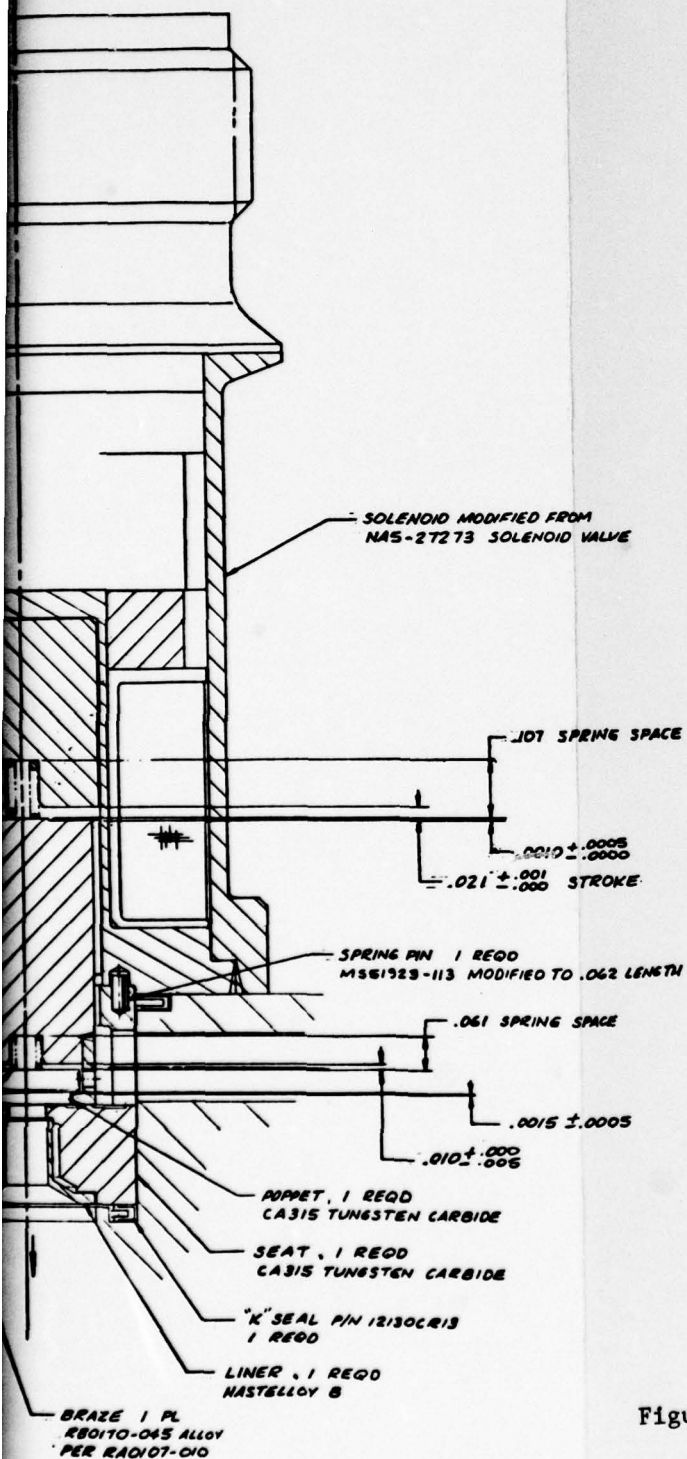 SOLENOID MODIFIED FROM
NAS-27273 SOLENOID VALVE
.107 SPRING SPACE
.0010 +.0005 -.0000
.021 +.001 -.000 STROKE
SPRING PIN 1 REQD
MS51923-113 MODIFIED TO .062 LENGTH
.061 SPRING SPACE
.0015 ±.0005
.010 +.000 -.005
POPPET, 1 REQD
CA315 TUNGSTEN CARBIDE
SEAT, 1 REQD
CA315 TUNGSTEN CARBIDE
"K" SEAL P/N 12130CR13
1 REQD
LINER, 1 REQD
HASTELLOY B
BRAZE 1 PL
RB0170-045 ALLOY
PER RA0107-010
Figu